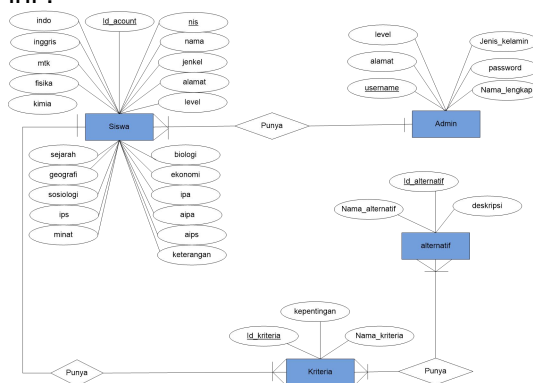 indo
Id_acount
nis
inggris
nama
mtk
jenkel
fisika
alamat
kimia
level
Siswa
Punya
level
Jenis_kelamin
alamat
password
username
Nama_lengkap
Admin
sejarah
biologi
geografi
ekonomi
sosiologi
ipa
ips
aipa
minat
aips
keterangan
Id_alternatif
Nama_alternatif
deskripsi
alternatif
kepentingan
Id_kriteria
Nama_kriteria
Punya
Kriteria
Punya